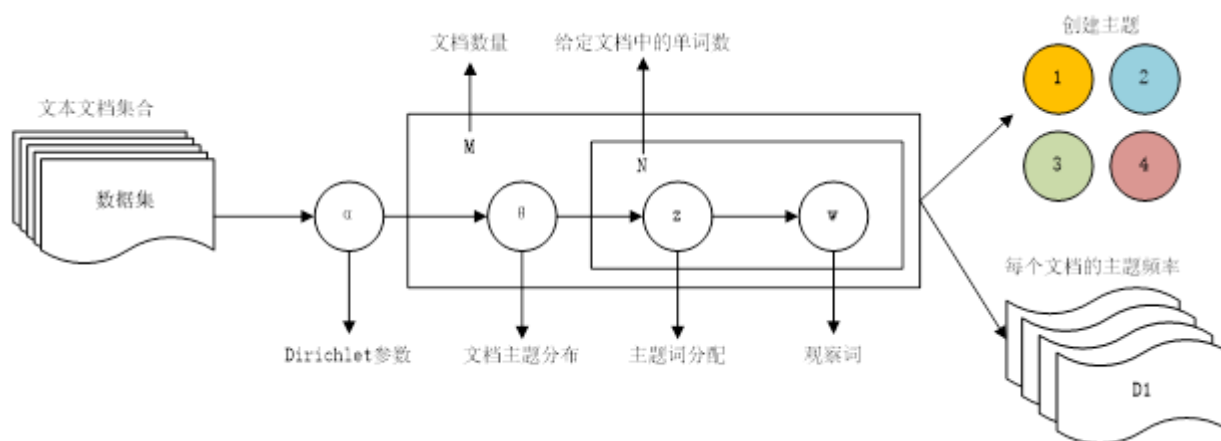 文档数量
给定文档中的单词数
创建主题
1
2
文本文档集合
M
N
3
4
数据集
α
θ
z
w
每个文档的主题频率
Dirichlet参数
文档主题分布
主题词分配
观察词
D1